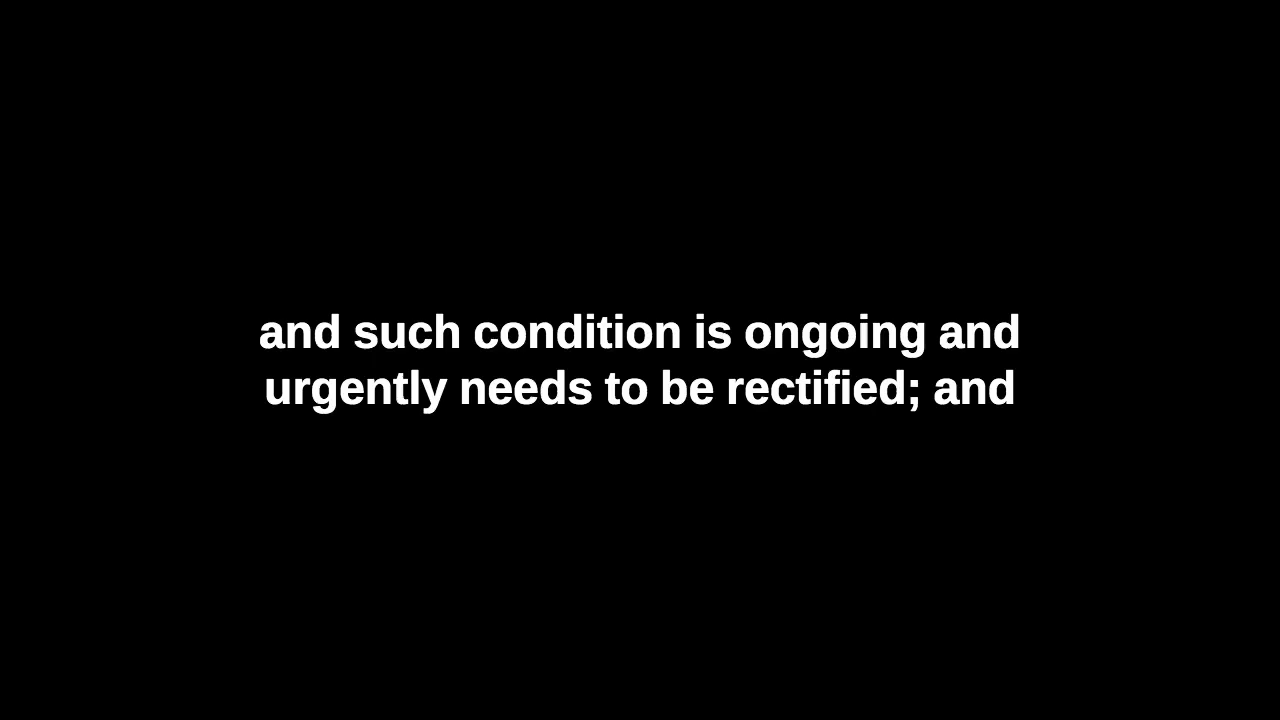 and such condition is ongoing and
urgently needs to be rectified; and